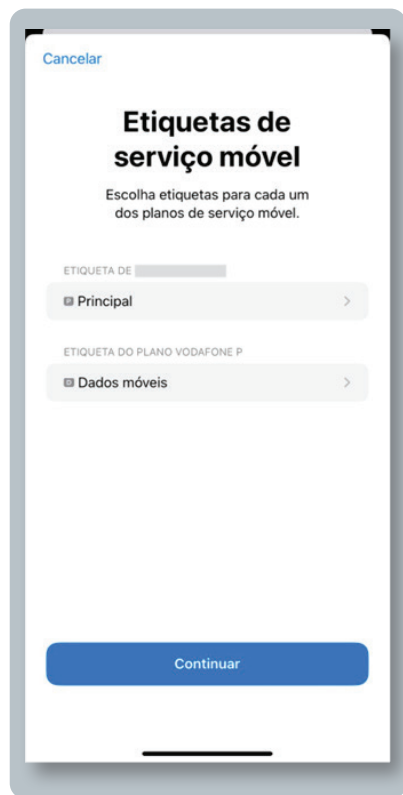 Cancelar
Etiquetas de
serviço móvel
Escolha etiquetas para cada um
dos planos de serviço móvel.
ETIQUETA DE
P Principal
ETIQUETA DO PLANO VODAFONE P
D Dados móveis
Continuar